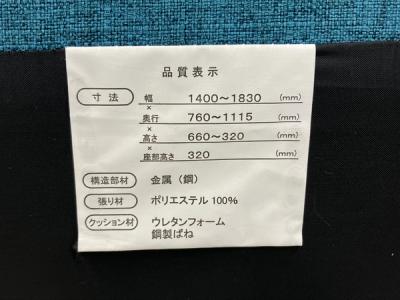 品質表示
寸法 幅 1400〜1830 (mm)
×
奥行 760〜1115 (mm)
×
高さ 660〜320 (mm)
×
座部高さ 320 (mm)
構造部材 金属（鋼）
張り材 ポリエステル 100%
クッション材 ウレタンフォーム
鋼製ばね